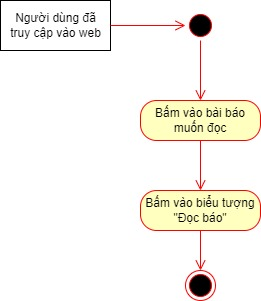 Người dùng đã
truy cập vào web
Bấm vào bài báo
muốn đọc
Bấm vào biểu tượng
"Đọc báo"